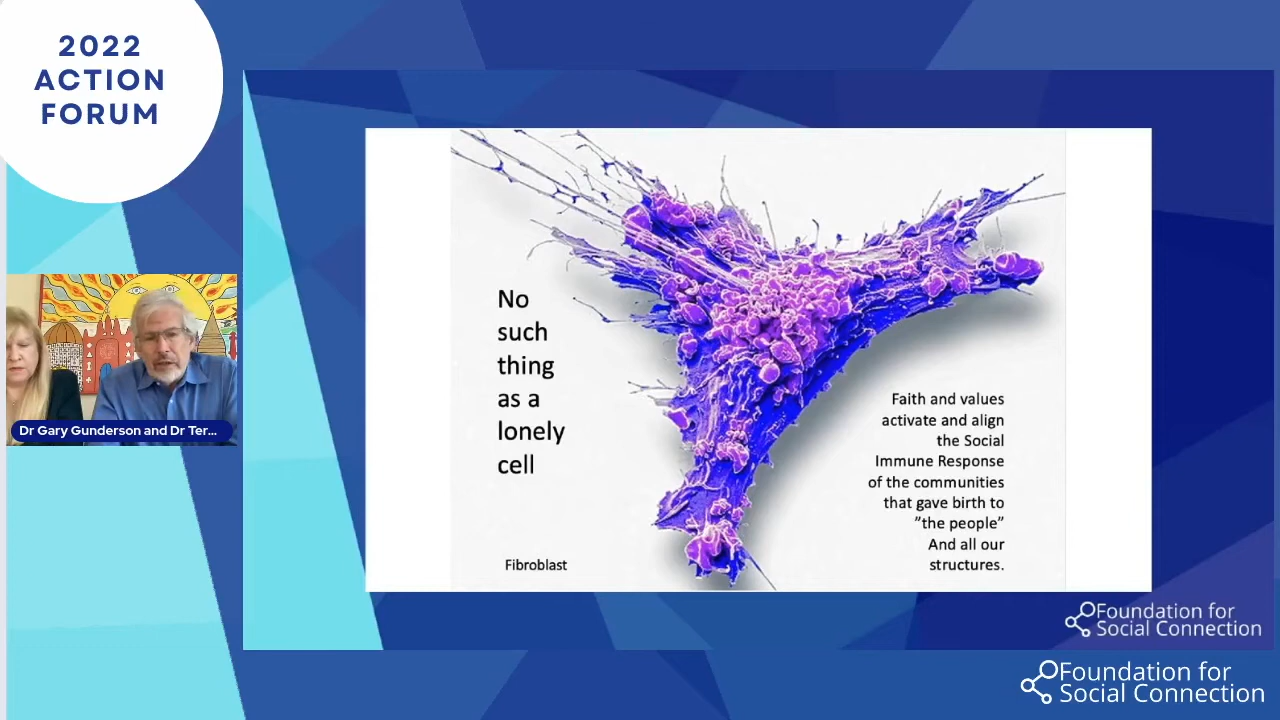 2022
ACTION
FORUM
No
such
thing
as a
lonely
cell
Fibroblast
Faith and values
activate and align
the Social
Immune Response
of the communities
that gave birth to
”the people”
And all our
structures.
Dr Gary Gunderson and Dr Ter...
Foundation for
Social Connection
Foundation for
Social Connection